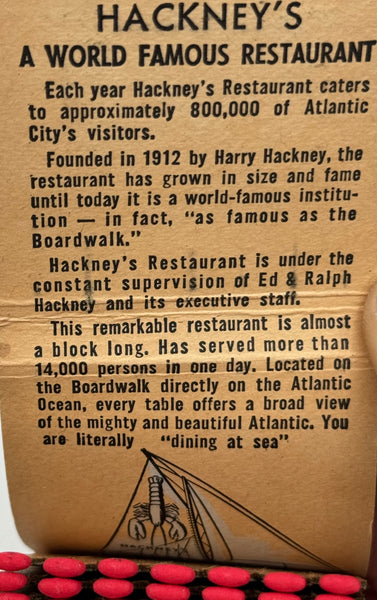 HACKNEY'S
A WORLD FAMOUS RESTAURANT
Each year Hackney's Restaurant caters
to approximately 800,000 of Atlantic
City's visitors.
Founded in 1912 by Harry Hackney, the
restaurant has grown in size and fame
until today it is a world-famous institu-
tion — in fact, "as famous as the
Boardwalk."
Hackney's Restaurant is under the
constant supervision of Ed & Ralph
Hackney and its executive staff.
This remarkable restaurant is almost
a block long. Has served more than
14,000 persons in one day. Located on
the Boardwalk directly on the Atlantic
Ocean, every table offers a broad view
of the mighty and beautiful Atlantic. You
are literally "dining at sea"
HACKNEY'S